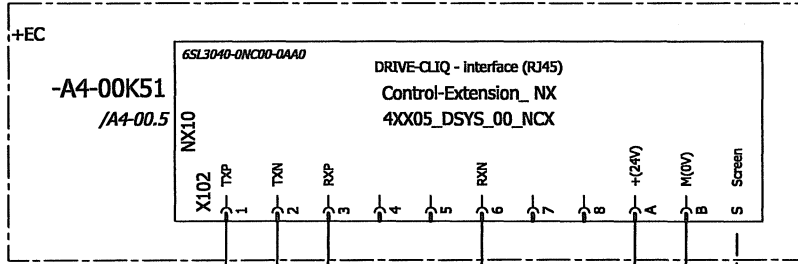 +EC
6SL3040-0NC00-0AA0
DRIVE-CLiQ - interface (RJ45)
-A4-00K51
Control-Extension_ NX
/A4-00.5
4XX05_DSYS_00_NCX
NX10
X102
TXP
TXN
RXP
RXN
+(24V)
M(0V)
Screen
1
2
3
4
5
6
7
8
A
B
S